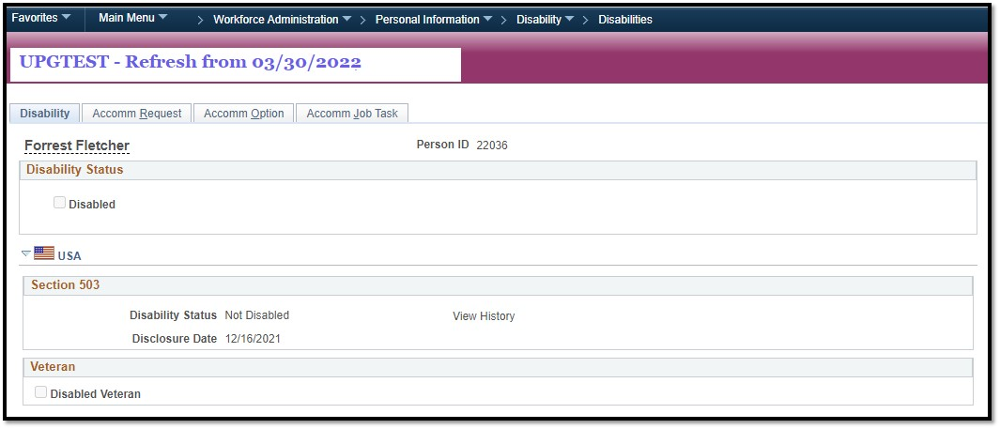 Favorites Main Menu > Workforce Administration > Personal Information > Disability > Disabilities
UPGTEST - Refresh from 03/30/2022
Disability Accomm Request Accomm Option Accomm Job Task
Forrest Fletcher Person ID 22036
Disability Status
Disabled
USA
Section 503
Disability Status Not Disabled View History
Disclosure Date 12/16/2021
Veteran
Disabled Veteran